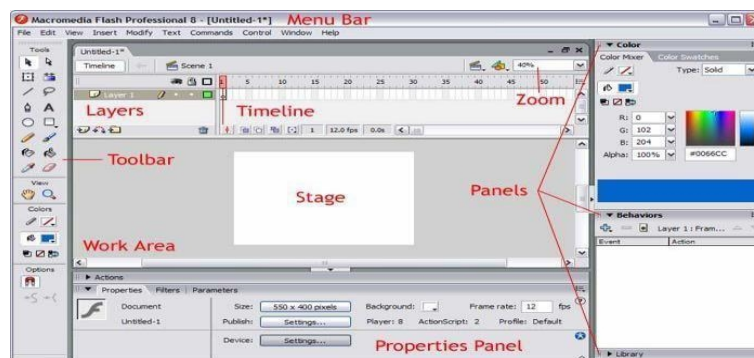 Macromedia Flash Professional 8 - [Untitled-1*]
Menu Bar
File Edit View Insert Modify Text Commands Control Window Help
Tools
View
Colors
Options
Toolbar
Untitled-1*
Timeline
Scene 1
40%
Zoom
1 5 10 15 20 25 30 35 40 45 50
Layer 1
Layers
Timeline
1 12.0 fps 0.0s
Stage
Work Area
Panels
Color
Color Mixer Color Swatches
Type: Solid
R: 0
G: 102
B: 204
Alpha: 100% #0066CC
Behaviors
Layer 1: Fram...
Event Action
Library
Actions
Properties Filters Parameters
Document Size: 550 x 400 pixels Background: Frame rate: 12 fps
Untitled-1 Publish: Settings... Player: 8 ActionScript: 2 Profile: Default
Device: Settings...
Properties Panel